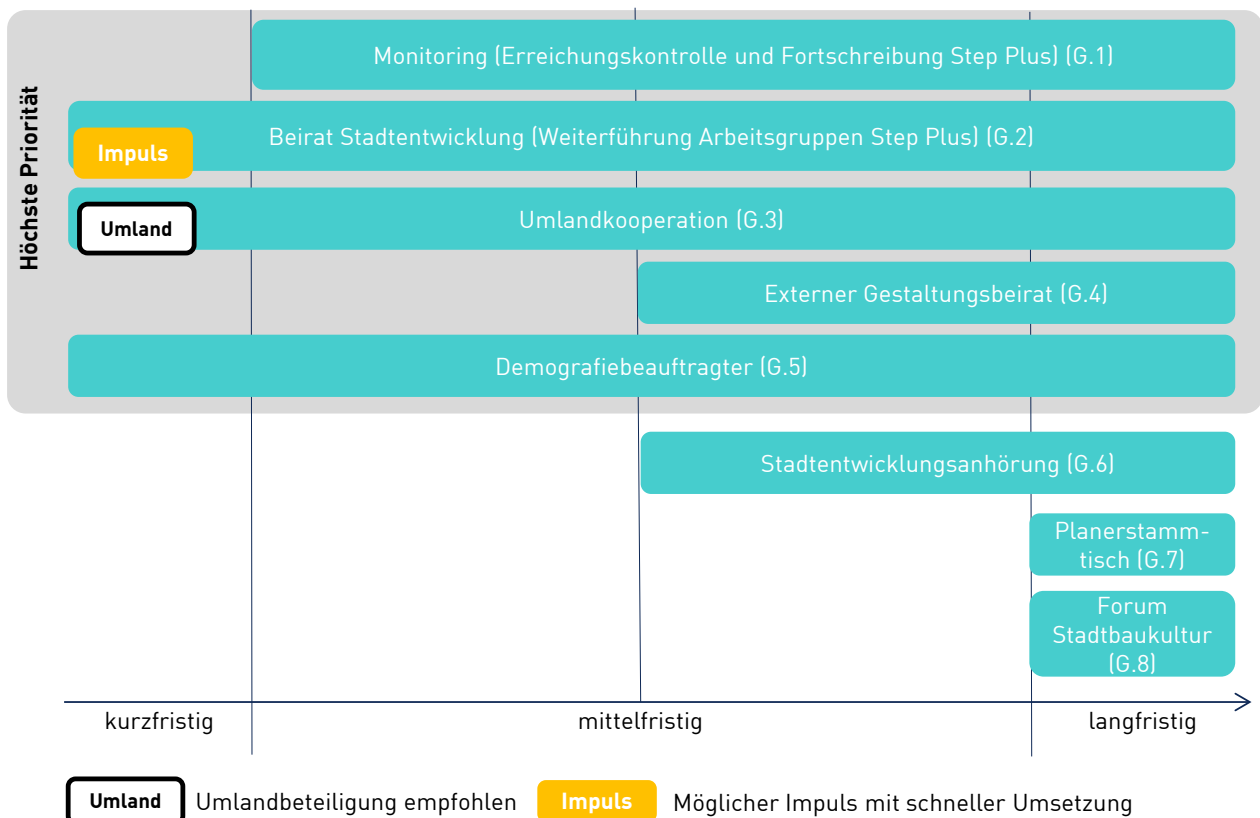 Höchste Priorität
Monitoring (Erreichungskontrolle und Fortschreibung Step Plus) (G.1)
Beirat Stadtentwicklung (Weiterführung Arbeitsgruppen Step Plus) (G.2)
Impuls
Umlandkooperation (G.3)
Umland
Externer Gestaltungsbeirat (G.4)
Demografiebeauftragter (G.5)
Stadtentwicklungsanhörung (G.6)
Planerstamm-
tisch (G.7)
Forum
Stadtbaukultur
(G.8)
kurzfristig
mittelfristig
langfristig
Umland
Umlandbeteiligung empfohlen
Impuls
Möglicher Impuls mit schneller Umsetzung